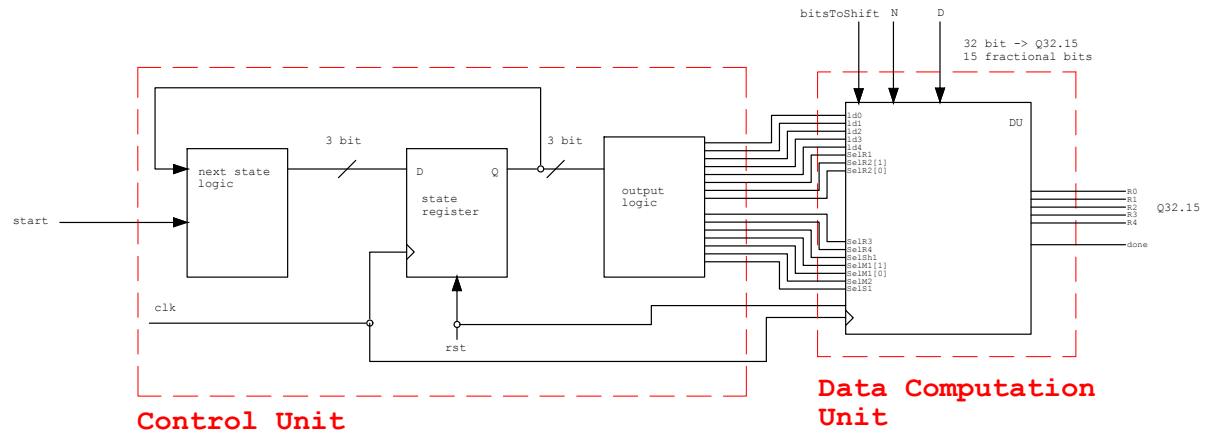 bitsToShift N D
32 bit -> Q32.15
15 fractional bits
3 bit
3 bit
next state
logic
D
Q
state
register
output
logic
start
clk
rst
ld0
ld1
ld2
ld3
ld4
SelR1
SelR2[1]
SelR2[0]
SelR3
SelR4
SelSh1
SelM1[1]
SelM1[0]
SelM2
SelS1
DU
R0
R1
R2
R3
R4
Q32.15
done
Control Unit
Data Computation
Unit